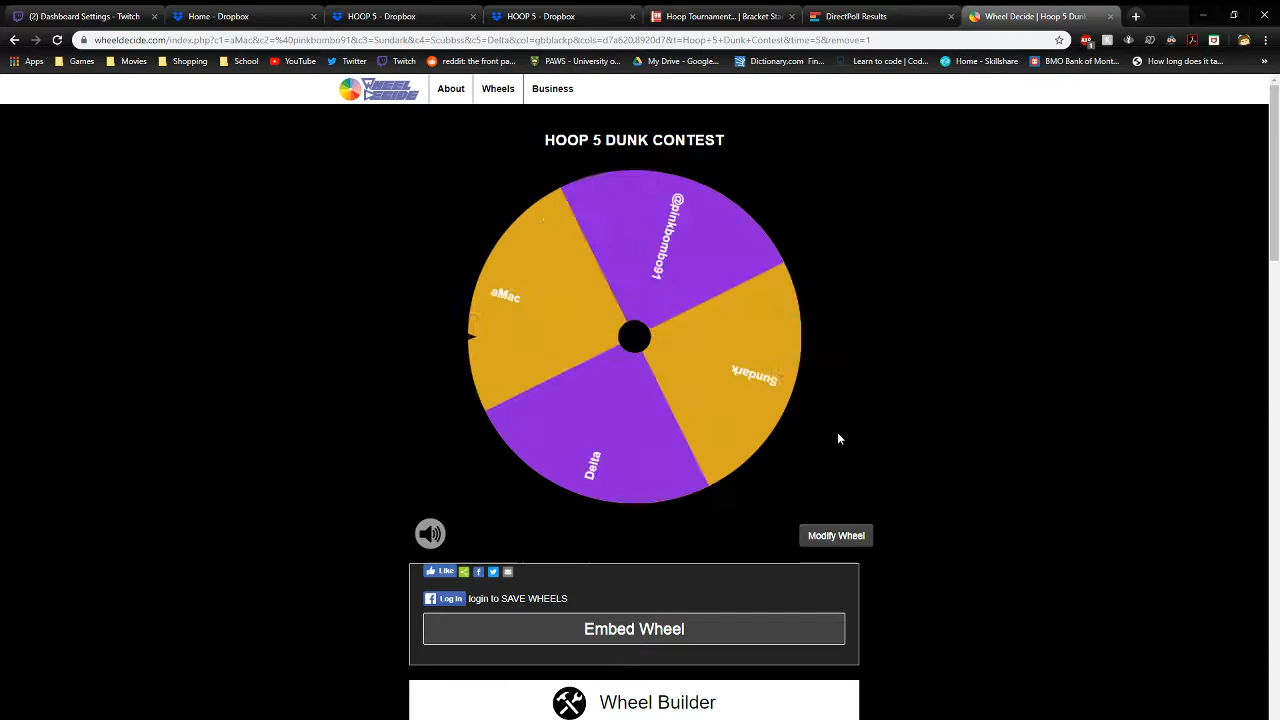 (2) Dashboard Settings - Twitch
Home - Dropbox
HOOP 5 - Dropbox
HOOP 5 - Dropbox
Hoop Tournament... | Bracket Sta
DirectPoll Results
Wheel Decide | Hoop 5 Dun
wheeldecide.com/index.php?c1=aMac&c2=%40pinkbombo91&c3=Sundark&c4=Scubbss&c5=Delta&col=gbblackp&cols=d7a620,8920d7&t=Hoop+5+Dunk+Contest&time=5&remove=1
Apps
Games
Movies
Shopping
School
YouTube
Twitter
Twitch
reddit: the front pa...
PAWS - University o...
My Drive - Google...
Dictionary.com Fin...
Learn to code | Cod...
Home - Skillshare
BMO Bank of Mont...
How long does it ta...
WHEEL DECIDE
About
Wheels
Business
HOOP 5 DUNK CONTEST
@pinkbombo91
aMac
Sundark
Delta
Modify Wheel
Like
Log In
login to SAVE WHEELS
Embed Wheel
Wheel Builder